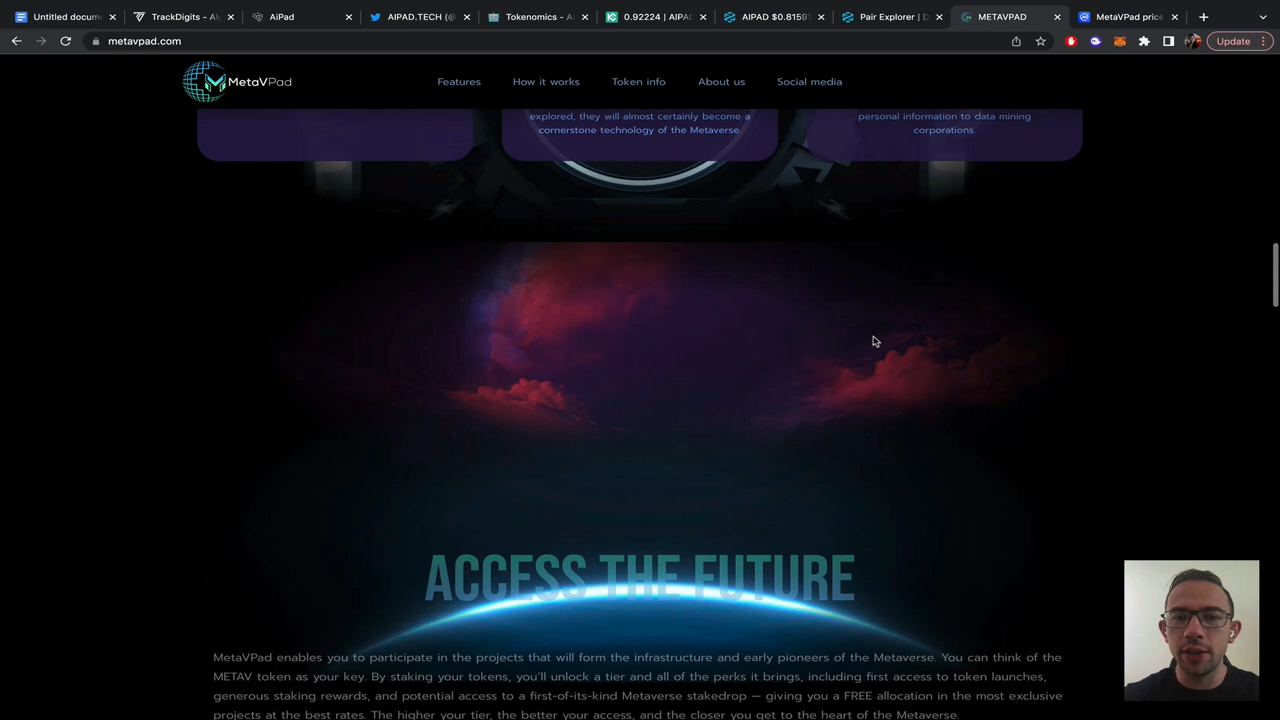 Untitled docume
TrackDigits - A
AiPad
AIPAD.TECH (@
Tokenomics - A
0.92224 | AIPA
AIPAD $0.8159
Pair Explorer | D
METAVPAD
MetaVPad price
metavpad.com
Update
MetaVPad
Features
How it works
Token info
About us
Social media
explored, they will almost certainly become a
cornerstone technology of the Metaverse.
personal information to data mining
corporations.
ACCESS THE FUTURE
MetaVPad enables you to participate in the projects that will form the infrastructure and early pioneers of the Metaverse. You can think of the
METAV token as your key. By staking your tokens, you'll unlock a tier and all of the perks it brings, including first access to token launches,
generous staking rewards, and potential access to a first-of-its-kind Metaverse stakedrop — giving you a FREE allocation in the most exclusive
projects at the best rates. The higher your tier, the better your access, and the closer you get to the heart of the Metaverse.